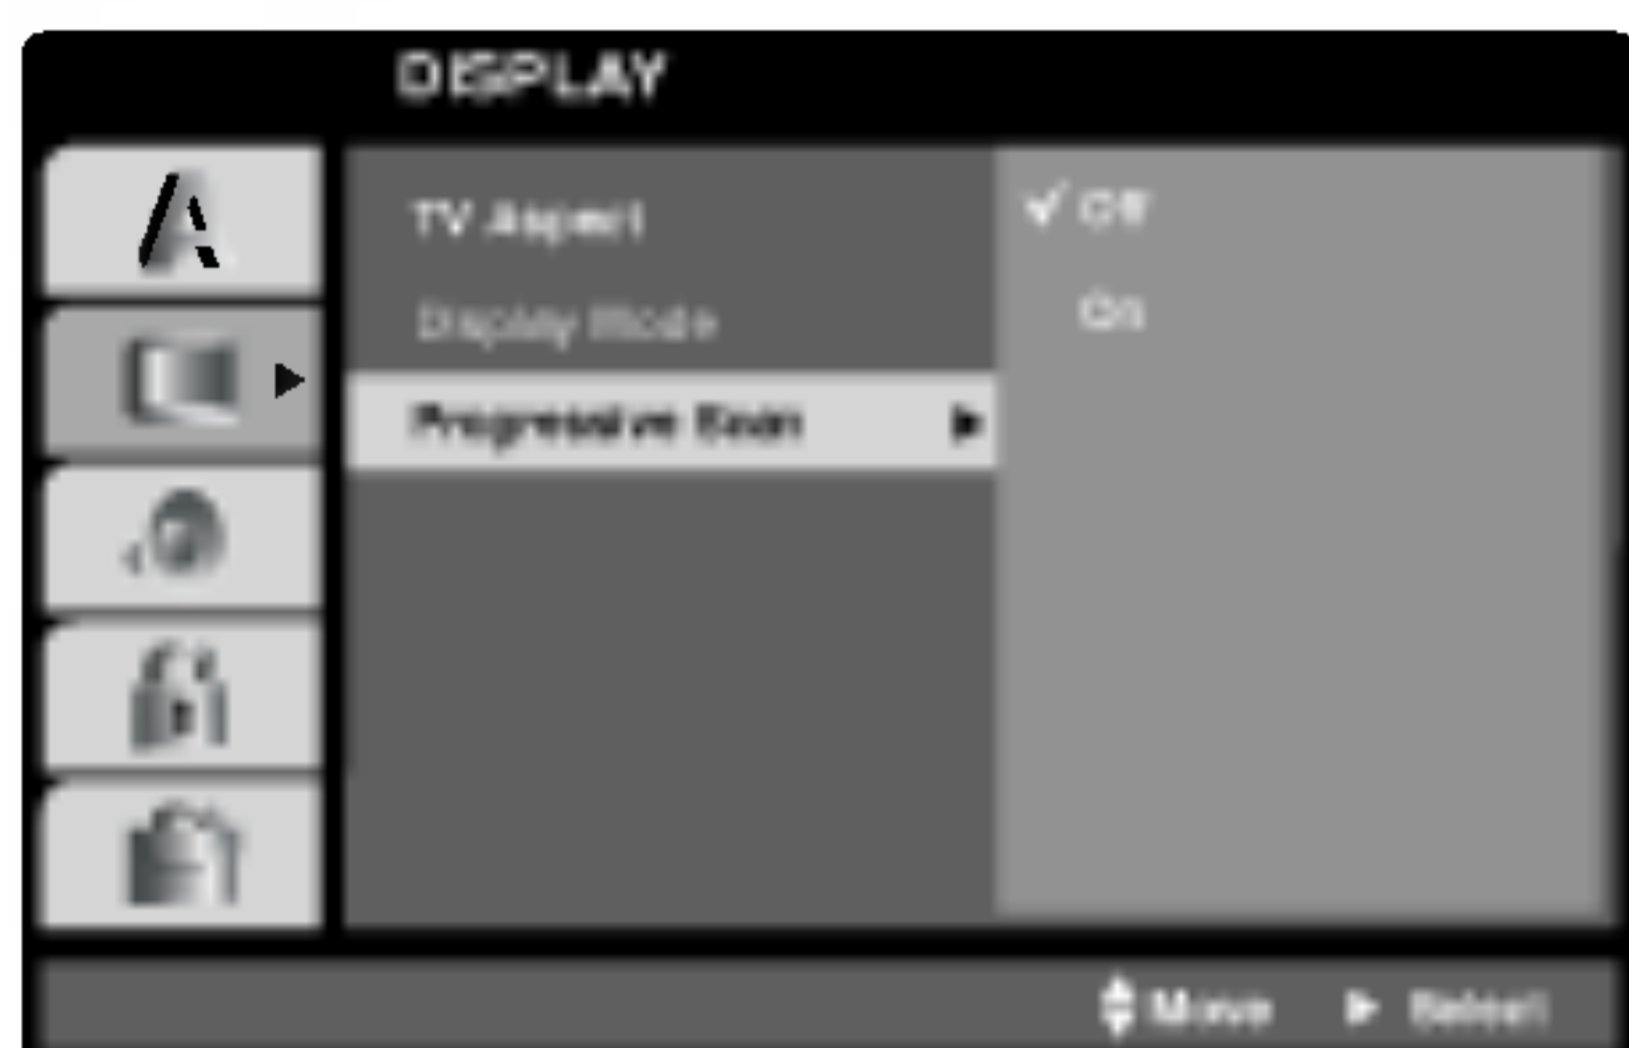 DISPLAY
TV Aspect
Display Mode
Progressive Scan
✓ Off
On
Move
Select